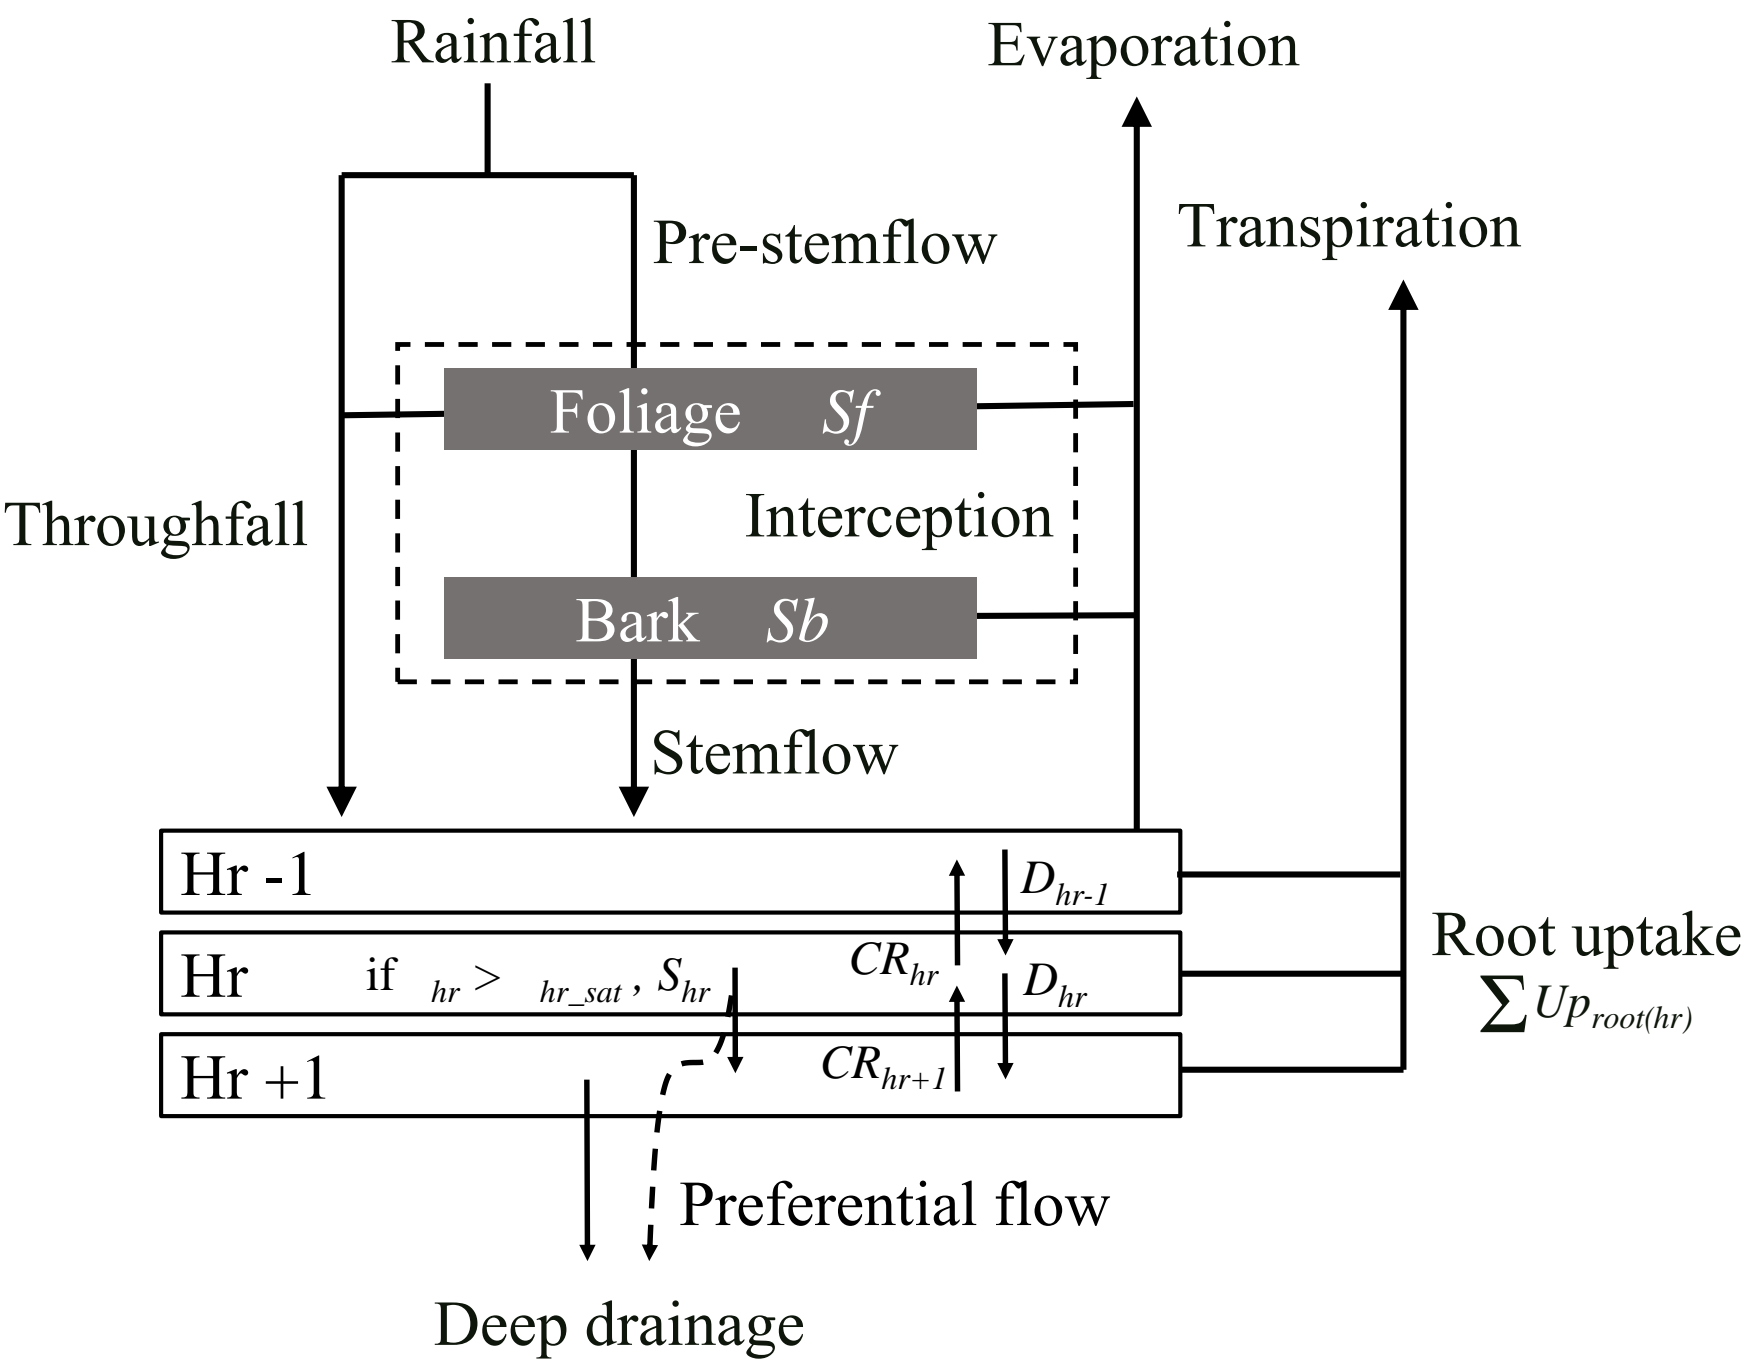 Rainfall
Evaporation
Transpiration
Pre-stemflow
Foliage Sf
Throughfall
Interception
Bark Sb
Stemflow
Hr -1
D hr-1
Hr if hr > hr_sat , S hr
CR hr
D hr
Root uptake
∑ Up root(hr)
Hr +1
CR hr+1
Preferential flow
Deep drainage